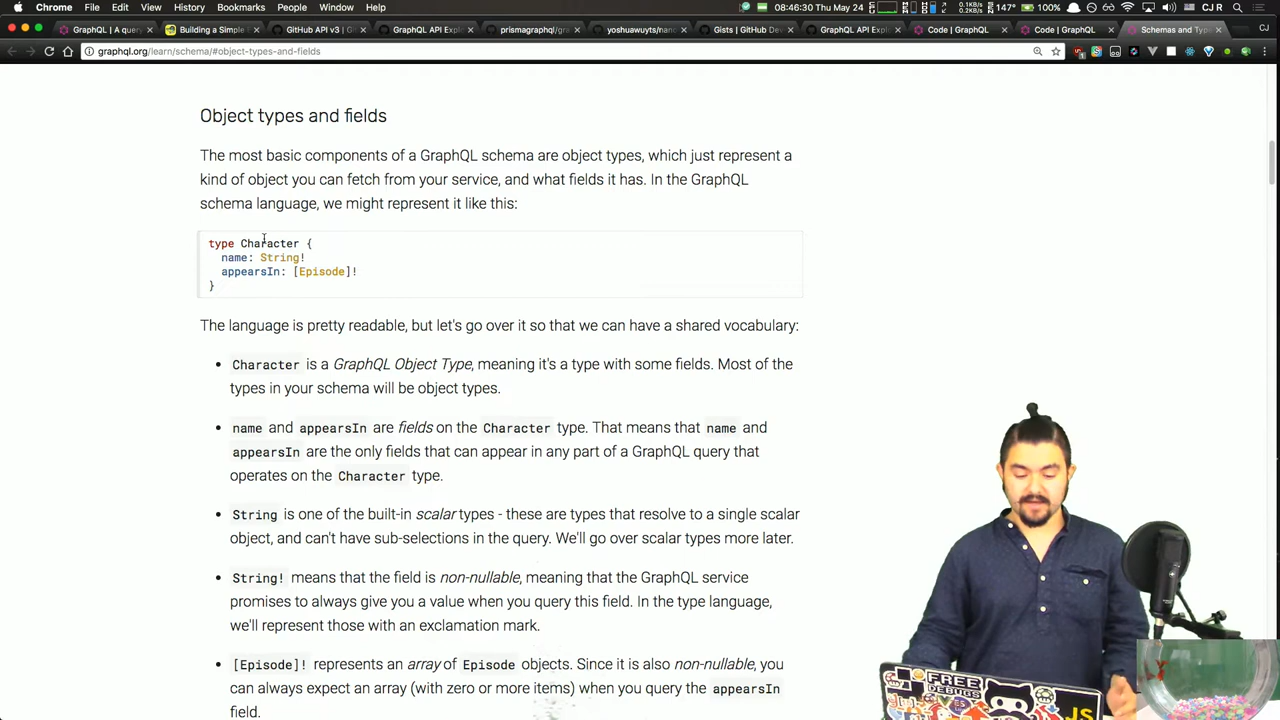 Chrome File Edit View History Bookmarks People Window Help
08:46:30 Thu May 24
147° 100% CJ R
GraphQL | A query
Building a Simple
GitHub API v3 | G
GraphQL API Expl
prismagraphql/gra
yoshuawuyts/nan
Gists | GitHub Dev
GraphQL API Expl
Code | GraphQL
Code | GraphQL
Schemas and Type
CJ
graphql.org/learn/schema/#object-types-and-fields
Object types and fields
The most basic components of a GraphQL schema are object types, which just represent a
kind of object you can fetch from your service, and what fields it has. In the GraphQL
schema language, we might represent it like this:
type Character {
name: String!
appearsIn: [Episode]!
}
The language is pretty readable, but let's go over it so that we can have a shared vocabulary:
• Character is a GraphQL Object Type, meaning it's a type with some fields. Most of the
types in your schema will be object types.
• name and appearsIn are fields on the Character type. That means that name and
appearsIn are the only fields that can appear in any part of a GraphQL query that
operates on the Character type.
• String is one of the built-in scalar types - these are types that resolve to a single scalar
object, and can't have sub-selections in the query. We'll go over scalar types more later.
• String! means that the field is non-nullable, meaning that the GraphQL service
promises to always give you a value when you query this field. In the type language,
we'll represent those with an exclamation mark.
• [Episode]! represents an array of Episode objects. Since it is also non-nullable, you
can always expect an array (with zero or more items) when you query the appearsIn
field.
FREE
DEBUGS
JS